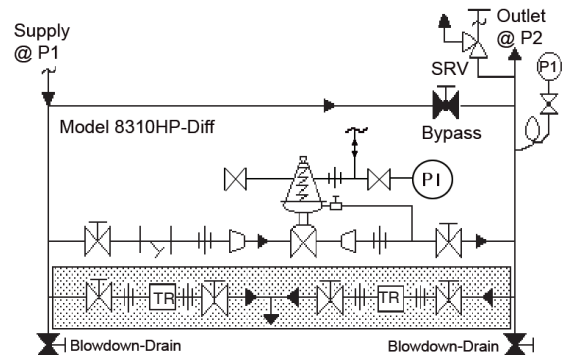 Supply
@ P1
Outlet
@ P2
P1
SRV
Model 8310HP-Diff
Bypass
PI
TR
TR
Blowdown-Drain
Blowdown-Drain